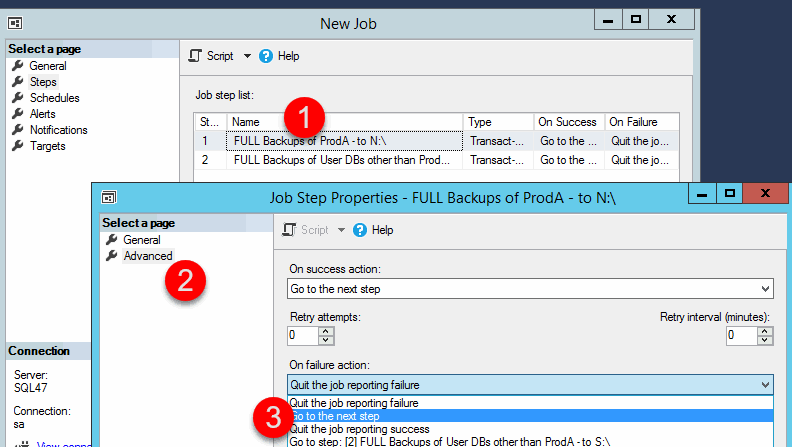 New Job
Select a page
General
Steps
Schedules
Alerts
Notifications
Targets
Script
Help
Job step list:
St... Name Type On Success On Failure
1 FULL Backups of ProdA - to N:\ Transact-... Go to the ... Quit the jo...
2 FULL Backups of User DBs other than Prod... Transact-... Go to the ... Quit the jo...
1
Job Step Properties - FULL Backups of ProdA - to N:\
Select a page
General
Advanced
2
Script
Help
On success action:
Go to the next step
Retry attempts: Retry interval (minutes):
0 0
On failure action:
Quit the job reporting failure
Quit the job reporting failure
Go to the next step
3
Quit the job reporting success
Go to step: [2] FULL Backups of User DBs other than ProdA - to S:\
Connection
Server:
SQL47
Connection:
sa